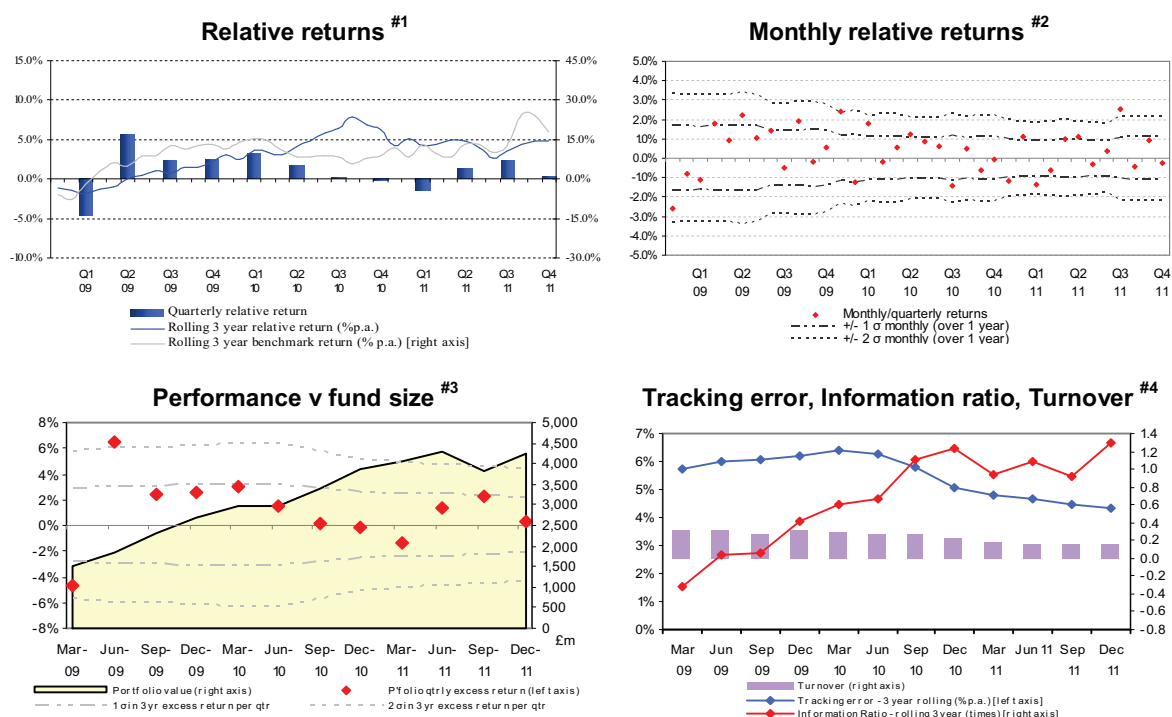 Relative returns #1
15.0%
10.0%
5.0%
0.0%
-5.0%
-10.0%
45.0%
30.0%
15.0%
0.0%
-15.0%
-30.0%
Q1 Q2 Q3 Q4 Q1 Q2 Q3 Q4 Q1 Q2 Q3 Q4
09 09 09 09 10 10 10 10 11 11 11 11
Quarterly relative return
Rolling 3 year relative return (%p.a.)
Rolling 3 year benchmark return (% p.a.) [right axis]
Monthly relative returns #2
5.0%
4.0%
3.0%
2.0%
1.0%
0.0%
-1.0%
-2.0%
-3.0%
-4.0%
-5.0%
Q1 Q2 Q3 Q4 Q1 Q2 Q3 Q4 Q1 Q2 Q3 Q4
09 09 09 09 10 10 10 10 11 11 11 11
Monthly/quarterly returns
+/- 1 σ monthly (over 1 year)
+/- 2 σ monthly (over 1 year)
Performance v fund size #3
8%
6%
4%
2%
0%
-2%
-4%
-6%
-8%
5,000
4,500
4,000
3,500
3,000
2,500
2,000
1,500
1,000
500
0
£m
Mar- Jun- Sep- Dec- Mar- Jun- Sep- Dec- Mar- Jun- Sep- Dec-
09 09 09 09 10 10 10 10 11 11 11 11
Portfolio value (right axis)
P'folio qtrly excess return (left axis)
1 σ in 3 yr excess return per qtr
2 σ in 3 yr excess return per qtr
Tracking error, Information ratio, Turnover #4
7%
6%
5%
4%
3%
2%
1%
0%
1.4
1.2
1.0
0.8
0.6
0.4
0.2
0.0
-0.2
-0.4
-0.6
-0.8
Mar Jun 09 Sep Dec Mar Jun Sep Dec Mar Jun 11 Sep Dec
09 09 09 10 10 10 10 11 11 11
Turnover (right axis)
Tracking error - 3 year rolling (%p.a.) [left axis]
Information Ratio - rolling 3 year (times) [right axis]